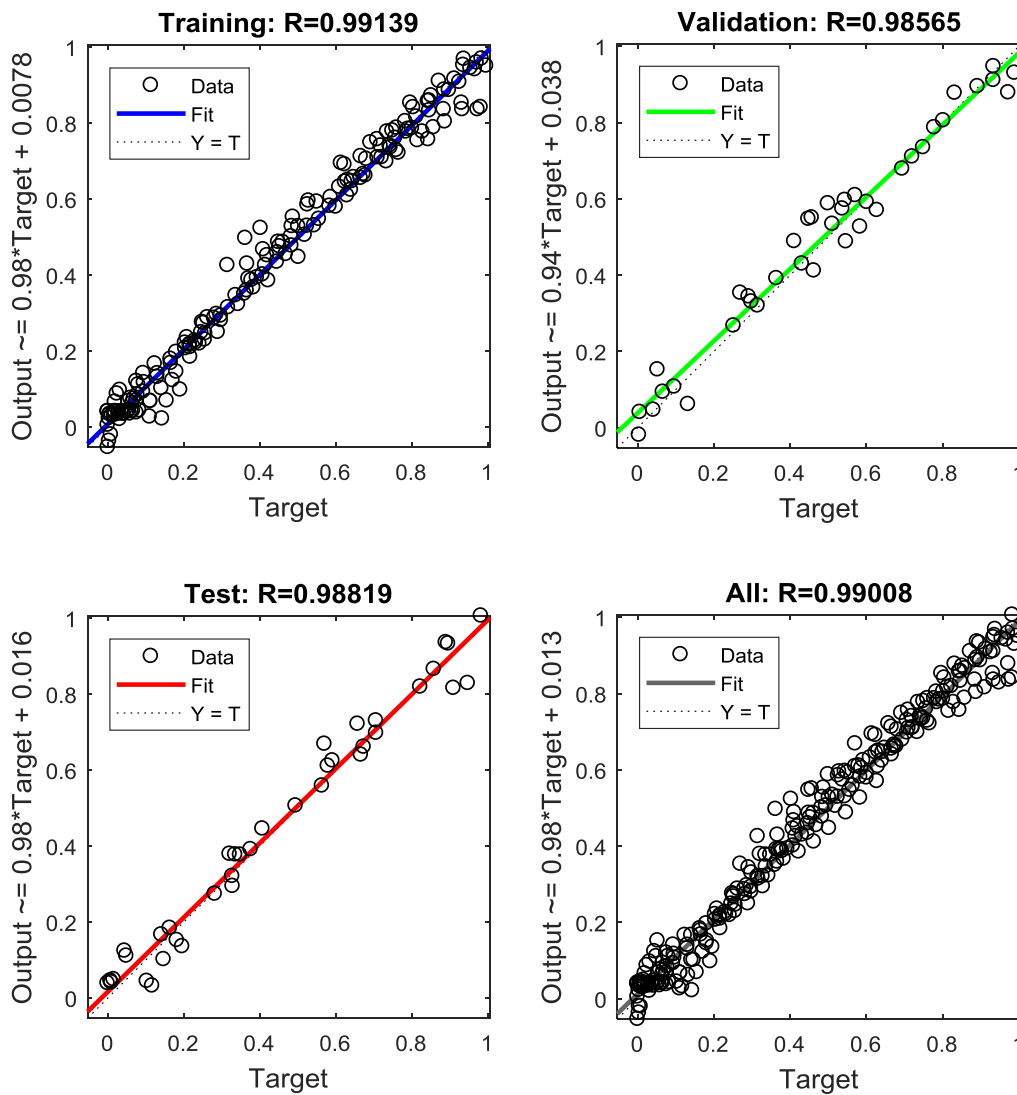 Training: R=0.99139
Output ~= 0.98*Target + 0.0078
1
0.8
0.6
0.4
0.2
0
Data
Fit
Y = T
0 0.2 0.4 0.6 0.8 1
Target
Validation: R=0.98565
Output ~= 0.94*Target + 0.038
1
0.8
0.6
0.4
0.2
0
Data
Fit
Y = T
0 0.2 0.4 0.6 0.8 1
Target
Test: R=0.98819
Output ~= 0.98*Target + 0.016
1
0.8
0.6
0.4
0.2
0
Data
Fit
Y = T
0 0.2 0.4 0.6 0.8 1
Target
All: R=0.99008
Output ~= 0.98*Target + 0.013
1
0.8
0.6
0.4
0.2
0
Data
Fit
Y = T
0 0.2 0.4 0.6 0.8 1
Target